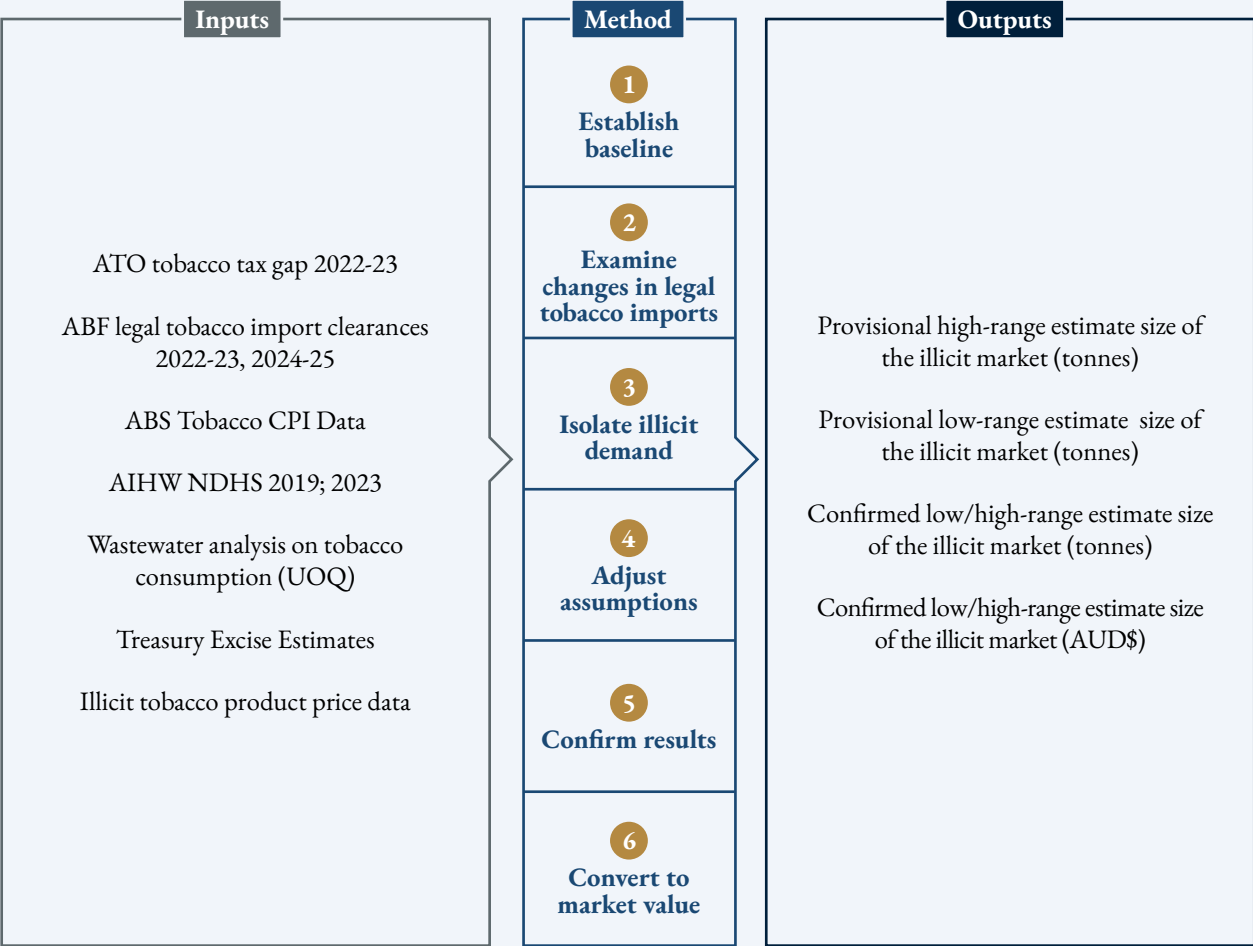 Inputs
ATO tobacco tax gap 2022-23
ABF legal tobacco import clearances
2022-23, 2024-25
ABS Tobacco CPI Data
AIHW NDHS 2019; 2023
Wastewater analysis on tobacco
consumption (UOQ)
Treasury Excise Estimates
Illicit tobacco product price data
Method
1
Establish
baseline
2
Examine
changes in legal
tobacco imports
3
Isolate illicit
demand
4
Adjust
assumptions
5
Confirm results
6
Convert to
market value
Outputs
Provisional high-range estimate size of
the illicit market (tonnes)
Provisional low-range estimate size of
the illicit market (tonnes)
Confirmed low/high-range estimate size
of the illicit market (tonnes)
Confirmed low/high-range estimate size
of the illicit market (AUD$)